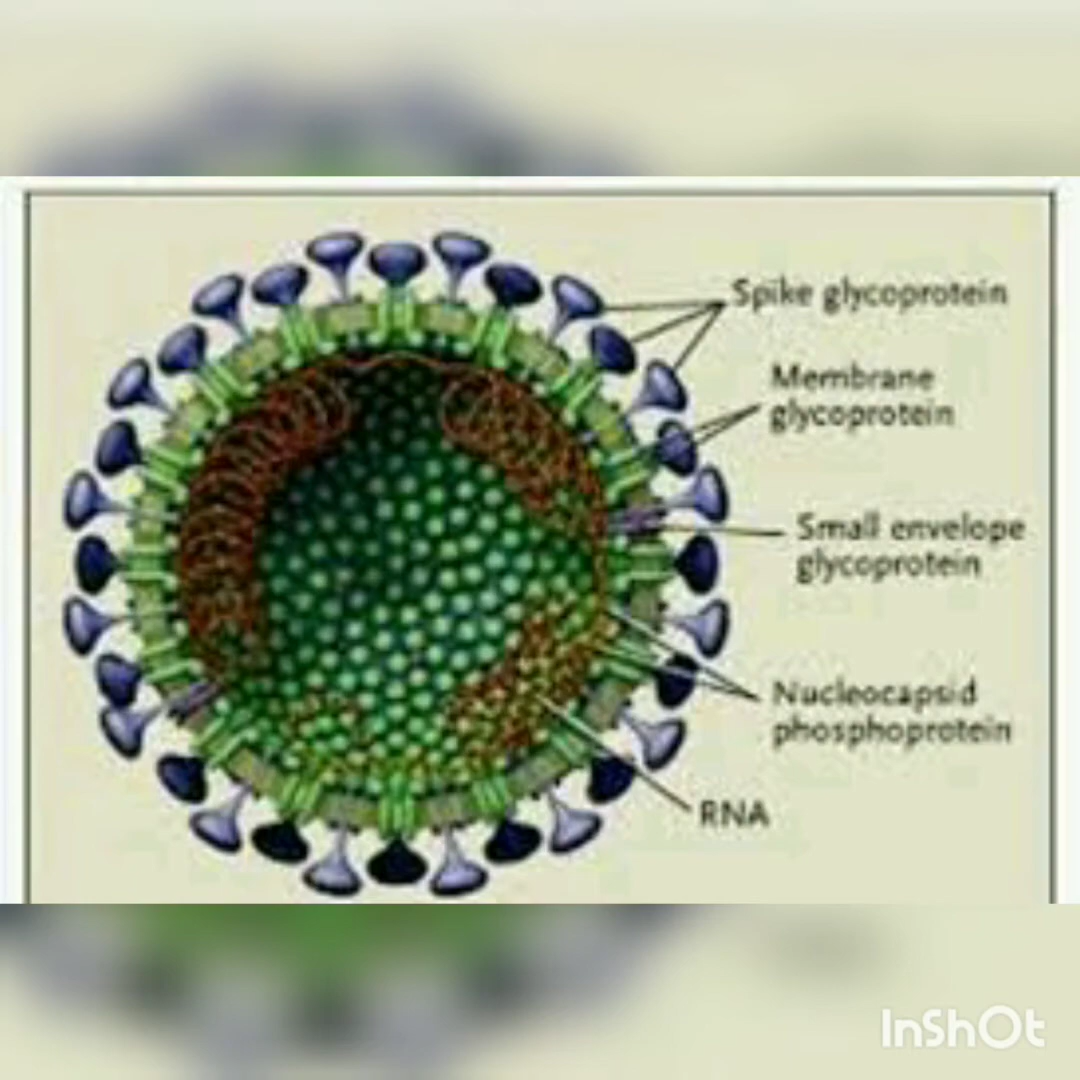 Spike glycoprotein
Membrane
glycoprotein
Small envelope
glycoprotein
Nucleocapsid
phosphoprotein
RNA
InShOt